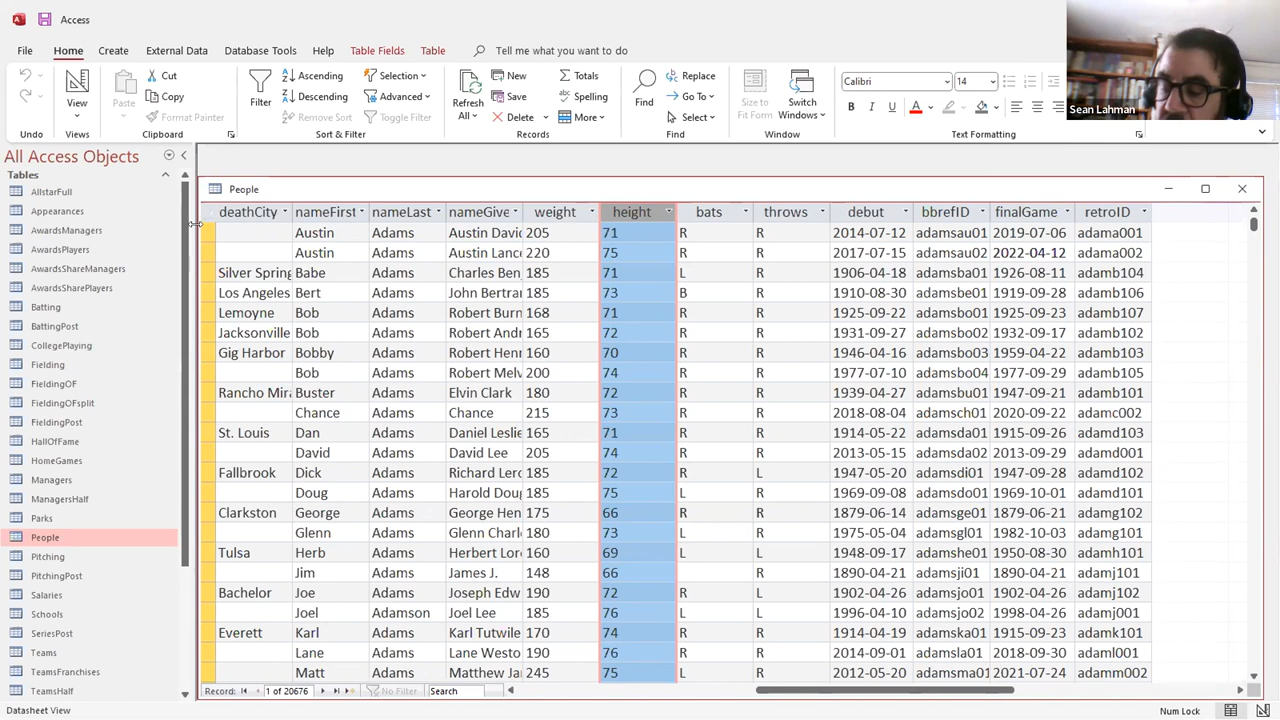 Access
File Home Create External Data Database Tools Help Table Fields Table Tell me what you want to do
Undo
View
Views
Paste
Cut
Copy
Format Painter
Clipboard
Filter
Ascending
Descending
Remove Sort
Selection
Advanced
Toggle Filter
Sort & Filter
Refresh
All
New
Save
Delete
Totals
Spelling
More
Records
Find
Replace
Go To
Select
Find
Size to
Fit Form
Switch
Windows
Window
Calibri 14
B I U A
Text Formatting
Sean Lahman
All Access Objects
Tables
AllstarFull
Appearances
AwardsManagers
AwardsPlayers
AwardsShareManagers
AwardsSharePlayers
Batting
BattingPost
CollegePlaying
Fielding
FieldingOF
FieldingOFsplit
FieldingPost
HallOfFame
HomeGames
Managers
ManagersHalf
Parks
People
Pitching
PitchingPost
Salaries
Schools
SeriesPost
Teams
TeamsFranchises
TeamsHalf
People
deathCity nameFirst nameLast nameGive weight height bats throws debut bbrefID finalGame retroID
Austin Adams Austin David 205 71 R R 2014-07-12 adamsau01 2019-07-06 adama001
Austin Adams Austin Lance 220 75 R R 2017-07-15 adamsau02 2022-04-12 adama002
Silver Spring Babe Adams Charles Ben 185 71 L R 1906-04-18 adamsba01 1926-08-11 adamb104
Los Angeles Bert Adams John Bertran 185 73 B R 1910-08-30 adamsbe01 1919-09-28 adamb106
Lemoyne Bob Adams Robert Burn 168 71 R R 1925-09-22 adamsbo01 1925-09-23 adamb107
Jacksonville Bob Adams Robert Andr 165 72 R R 1931-09-27 adamsbo02 1932-09-17 adamb102
Gig Harbor Bobby Adams Robert Henr 160 70 R R 1946-04-16 adamsbo03 1959-04-22 adamb103
Bob Adams Robert Melv 200 74 R R 1977-07-10 adamsbo04 1977-09-29 adamb105
Rancho Mira Buster Adams Elvin Clark 180 72 R R 1939-04-27 adamsbu01 1947-09-28 adamb101
Chance Adams Chance 215 73 R R 2018-08-04 adamsch01 2020-09-22 adamc002
St. Louis Dan Adams Daniel Leslie 165 71 R R 1914-05-22 adamsda01 1915-09-26 adamd103
David Adams David Lee 205 74 R R 2013-05-15 adamsda02 2013-09-29 adamd001
Fallbrook Dick Adams Richard Lero 185 72 R L 1947-05-20 adamsdi01 1947-09-28 adamd102
Doug Adams Harold Doug 185 75 L R 1969-09-08 adamsdo01 1969-10-01 adamd101
Clarkston George Adams George Hen 175 66 R R 1879-06-14 adamsge01 1879-06-21 adamg102
Glenn Adams Glenn Charl 180 73 L R 1975-05-04 adamsgl01 1982-10-03 adamg101
Tulsa Herb Adams Herbert Lore 160 69 L L 1948-09-17 adamshe01 1950-08-30 adamh101
Jim Adams James J. 148 66 R 1890-04-21 adamsji01 1890-04-21 adamj101
Bachelor Joe Adams Joseph Edw 190 72 R L 1902-04-26 adamsjo01 1902-04-26 adamj102
Joel Adamson Joel Lee 185 76 L L 1996-04-10 adamsjo02 1998-04-26 adamj001
Everett Karl Adams Karl Tutwile 170 74 R R 1914-04-19 adamska01 1915-09-23 adamk101
Lane Adams Lane Westo 190 76 R R 2014-09-01 adamsla01 2018-09-30 adaml001
Matt Adams Matthew Ja 245 75 L R 2012-05-20 adamsma01 2021-07-24 adamm002
Record: 1 of 20676 No Filter Search
Datasheet View
Num Lock